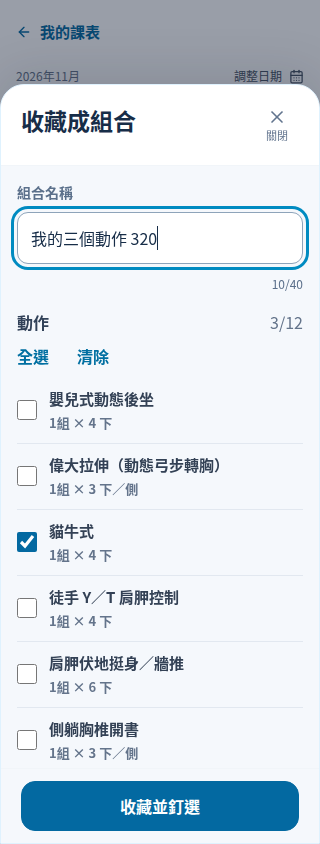 我的課表
2026年11月
調整日期
收藏成組合
關閉
組合名稱
我的三個動作 320
10/40
動作
3/12
全選
清除
嬰兒式動態後坐
1組 × 4 下
偉大拉伸（動態弓步轉胸）
1組 × 3 下／側
貓牛式
1組 × 4 下
徒手 Y／T 肩胛控制
1組 × 4 下
肩胛伏地挺身／牆推
1組 × 6 下
側躺胸椎開書
1組 × 3 下／側
收藏並釘選